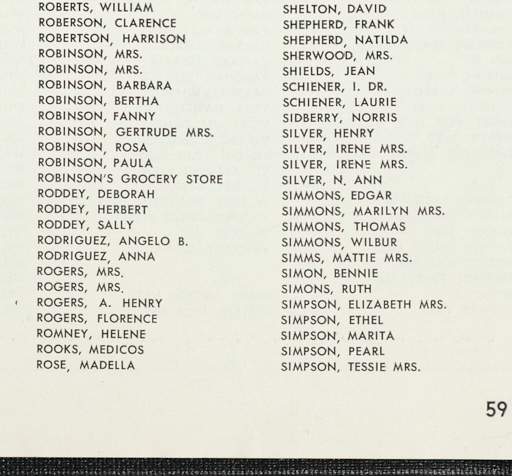 ROBERTS, WILLIAM
ROBERSON, CLARENCE
ROBERTSON, HARRISON
ROBINSON, MRS.
ROBINSON, MRS.
ROBINSON, BARBARA
ROBINSON, BERTHA
ROBINSON, FANNY
ROBINSON, GERTRUDE MRS.
ROBINSON, ROSA
ROBINSON, PAULA
ROBINSON'S GROCERY STORE
RODDEY, DEBORAH
RODDEY, HERBERT
RODDEY, SALLY
RODRIGUEZ, ANGELO B.
RODRIGUEZ, ANNA
ROGERS, MRS.
ROGERS, MRS.
ROGERS, A. HENRY
ROGERS, FLORENCE
ROMNEY, HELENE
ROOKS, MEDICOS
ROSE, MADELLA
SHELTON, DAVID
SHEPHERD, FRANK
SHEPHERD, NATILDA
SHERWOOD, MRS.
SHIELDS, JEAN
SCHIENER, I. DR.
SCHIENER, LAURIE
SIDBERRY, NORRIS
SILVER, HENRY
SILVER, IRENE MRS.
SILVER, IRENE MRS.
SILVER, N. ANN
SIMMONS, EDGAR
SIMMONS, MARILYN MRS.
SIMMONS, THOMAS
SIMMONS, WILBUR
SIMMS, MATTIE MRS.
SIMON, BENNIE
SIMONS, RUTH
SIMPSON, ELIZABETH MRS.
SIMPSON, ETHEL
SIMPSON, MARITA
SIMPSON, PEARL
SIMPSON, TESSIE MRS.
59